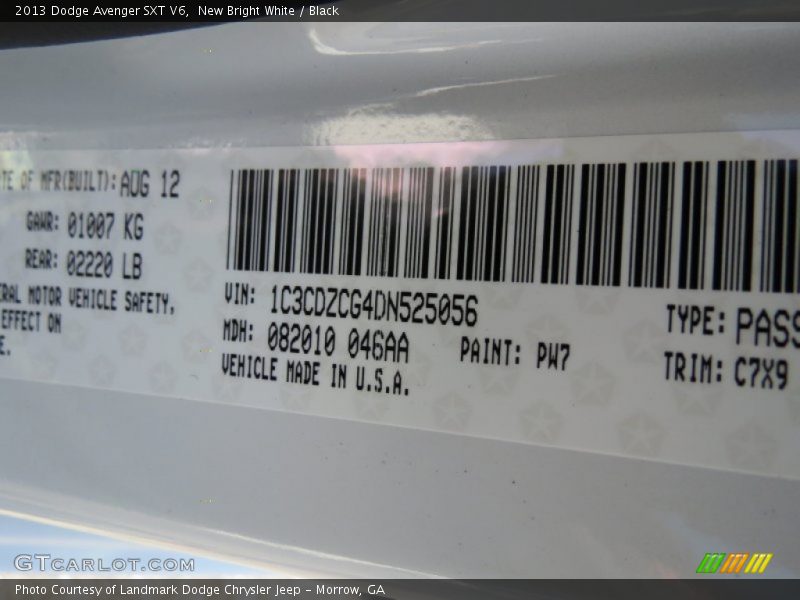 2013 Dodge Avenger SXT V6, New Bright White / Black
OF MFR(BUILT): AUG 12
GAWR: 01007 KG
REAR: 02220 LB
MOTOR VEHICLE SAFETY,
EFFECT ON
VIN: 1C3CDZCG4DN525056
MDH: 082010 046AA
VEHICLE MADE IN U.S.A.
PAINT: PW7
TYPE: PASS
TRIM: C7X9
GTCARLOT.COM
Photo Courtesy of Landmark Dodge Chrysler Jeep – Morrow, GA